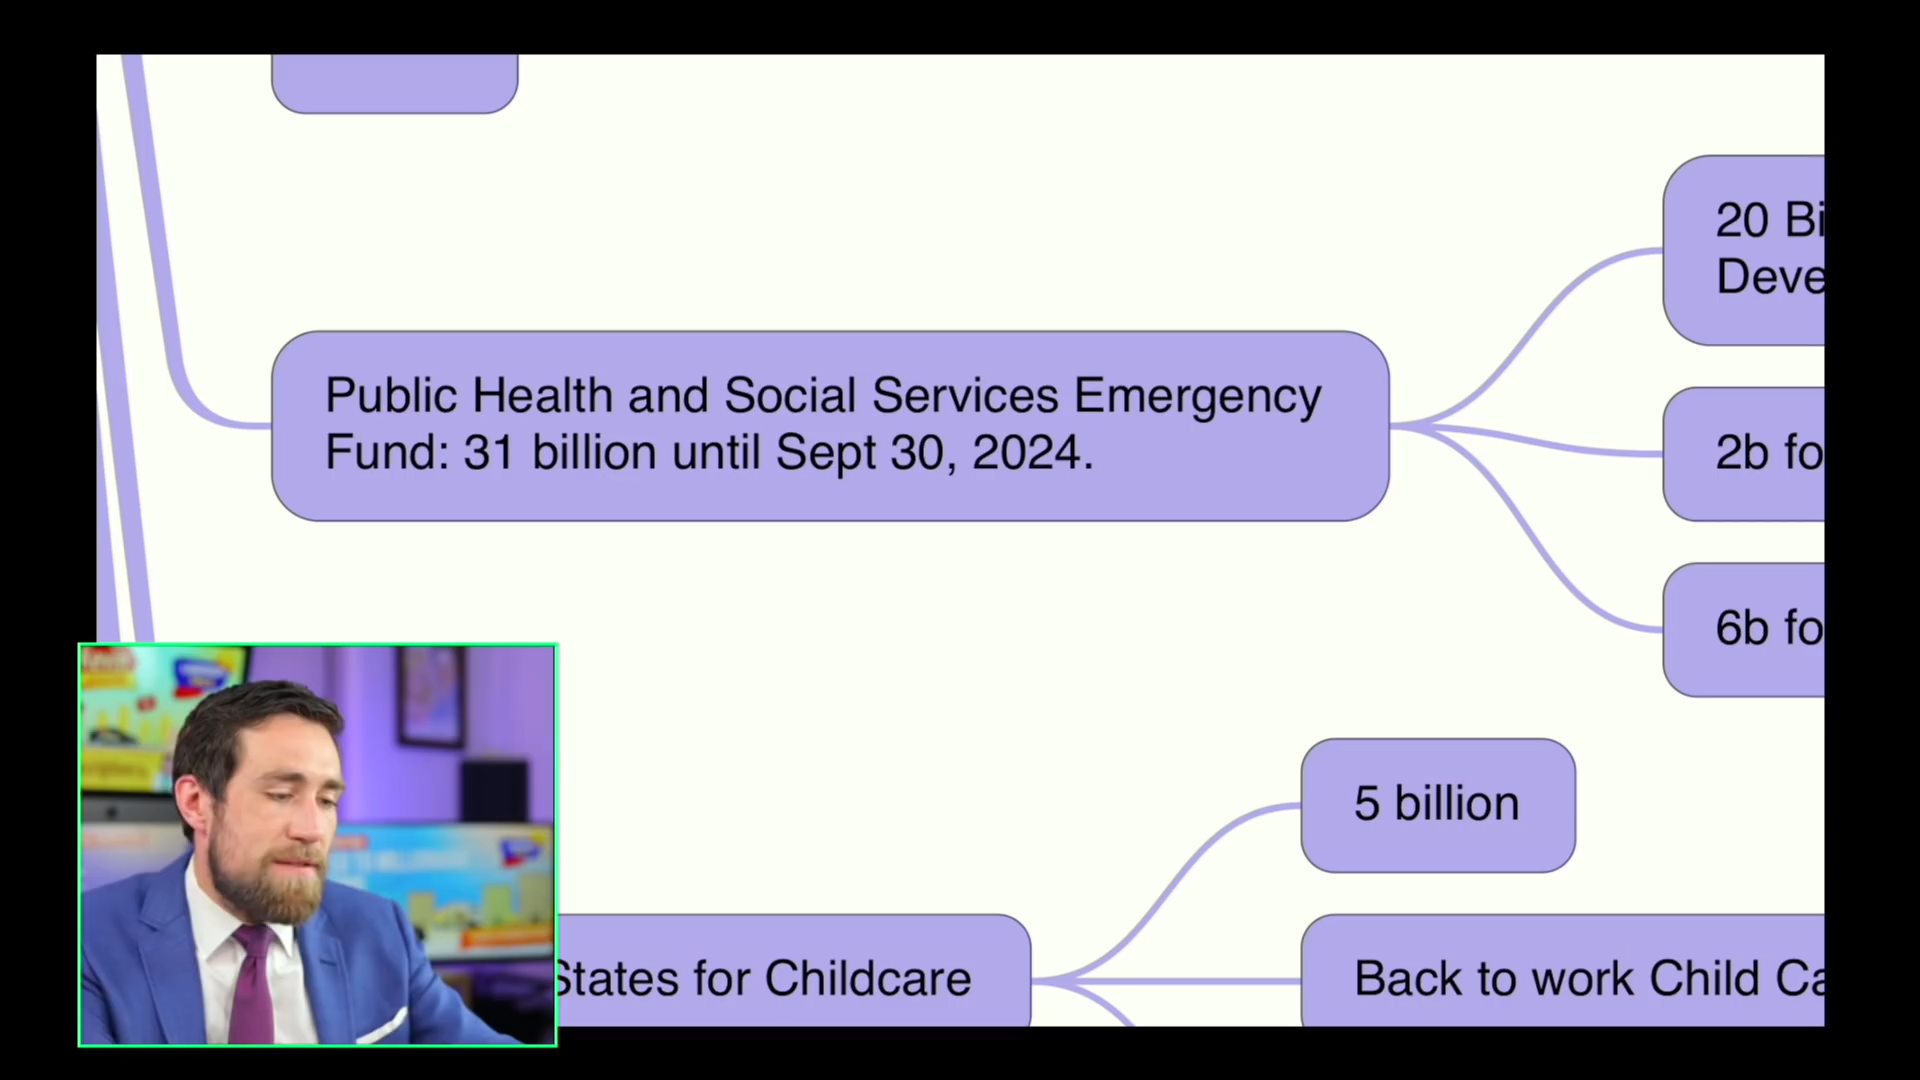 20 Bi
Deve
Public Health and Social Services Emergency
Fund: 31 billion until Sept 30, 2024.
2b fo
6b fo
5 billion
States for Childcare
Back to work Child Ca